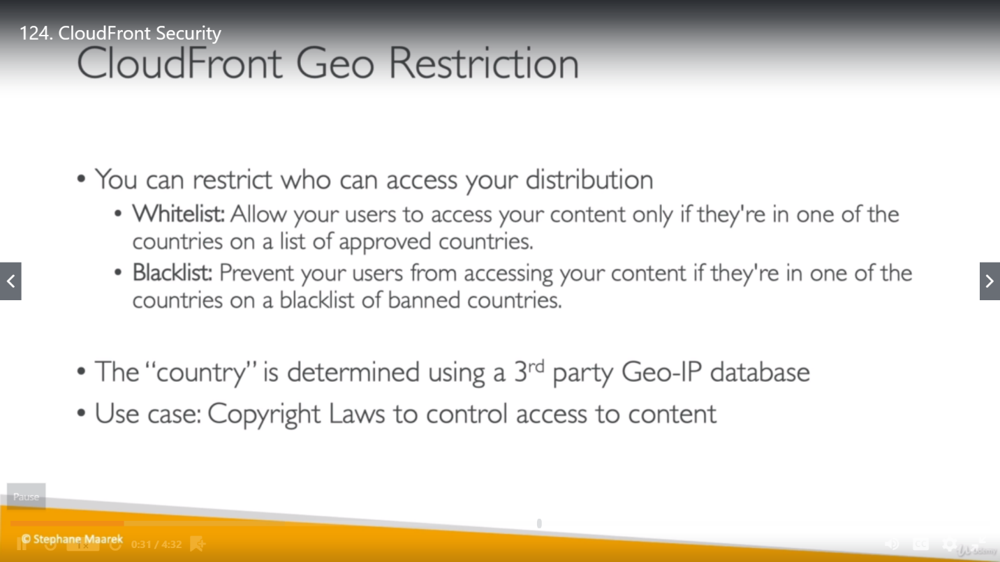 124. CloudFront Security
CloudFront Geo Restriction
• You can restrict who can access your distribution
• Whitelist: Allow your users to access your content only if they're in one of the
countries on a list of approved countries.
• Blacklist: Prevent your users from accessing your content if they're in one of the
countries on a blacklist of banned countries.
• The “country” is determined using a 3rd party Geo-IP database
• Use case: Copyright Laws to control access to content
Pause
© Stephane Maarek
1x
0:31 / 4:32
CC
Udemy